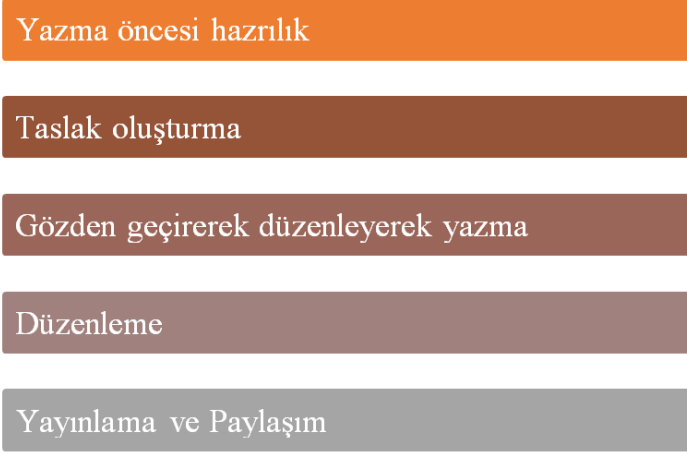 Yazma öncesi hazrılık
Taslak oluşturma
Gözden geçirerek düzenleyerek yazma
Düzenleme
Yayınlama ve Paylaşım